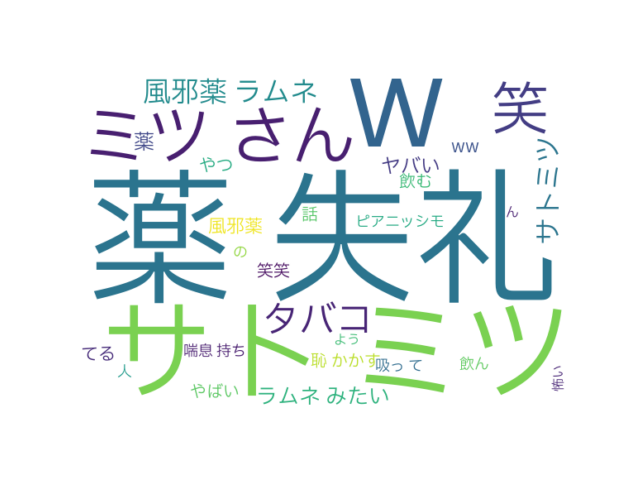 風邪薬 ラムネ
W
笑
ミツ さん
薬
やつ
ヤバい
ww
飲む
サトミツ
薬 失礼
風邪薬
話
ピアニッシモ
ん
の
笑笑
サトミツ
タバコ
よう
てる
喘息 持ち
恥 かかす
吸っ て
飲ん
人
怖い
やばい
ラムネ みたい